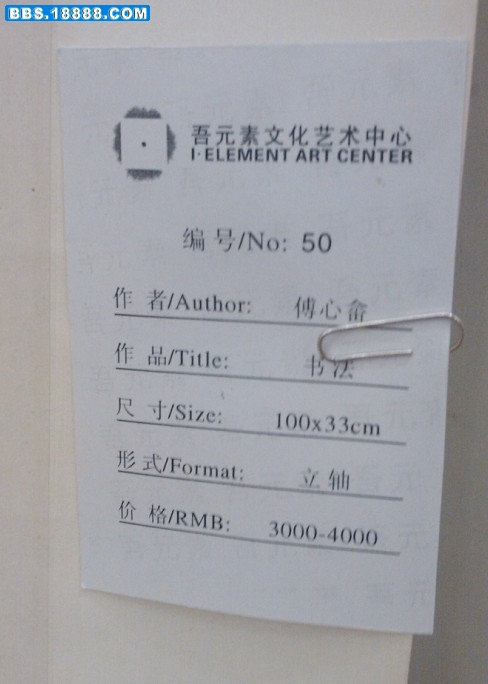 BBS.18888.COM
吾元素文化艺术中心
I·ELEMENT ART CENTER
编号/No: 50
作 者/Author: 傅心畬
作 品/Title: 书法
尺 寸/Size: 100x33cm
形 式/Format: 立轴
价 格/RMB: 3000-4000